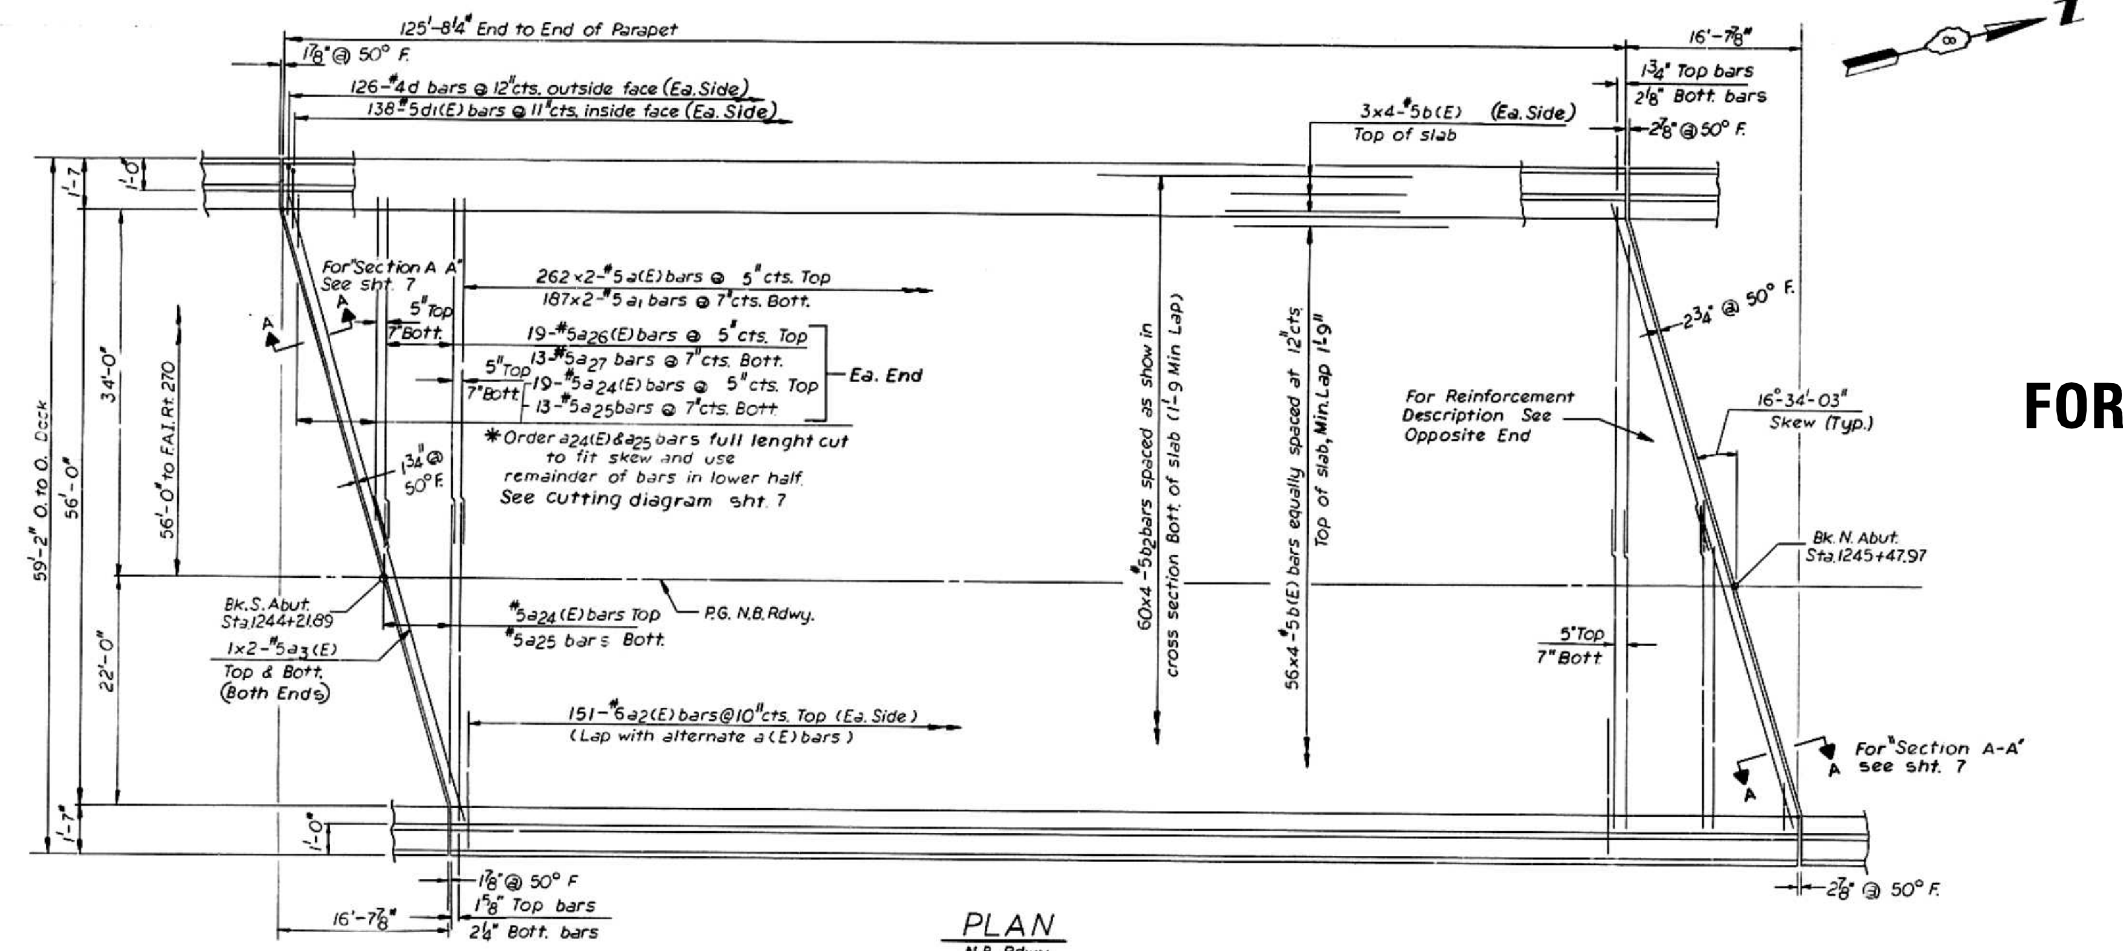 125'-8¼" End to End of Parapet
1⅞" @ 50° F.
126-#4d bars @ 12"cts. outside face (Ea. Side)
138-#5d1(E) bars @ 11"cts. inside face (Ea. Side)
16'-7⅞"
1¾" Top bars
2⅛" Bott. bars
2⅞" @ 50° F.
Z
∞
3x4-#5b(E) (Ea. Side)
Top of slab
1'-7
1'-0"
For "Section A A"
See sht. 7
A
A
5" Top
7" Bott.
262x2-#5a(E) bars @ 5"cts. Top
187x2-#5a1 bars @ 7"cts. Bott.
19-#5a26(E) bars @ 5"cts. Top
13-#5a27 bars @ 7"cts. Bott.
5" Top
7" Bott.
19-#5a24(E) bars @ 5"cts. Top
13-#5a25 bars @ 7"cts. Bott.
Ea. End
*Order a24(E) & a25 bars full lenght cut
to fit skew and use
remainder of bars in lower half.
See cutting diagram sht. 7
1¾" @
50° F.
59'-2" O. to O. Deck
56'-0"
34'-0"
56'-0" to F.A.I. Rt. 270
22'-0"
60x4-#5b2 bars spaced as show in
cross section Bott. of slab (1'-9 Min Lap)
56x4-#5b(E) bars equally spaced at 12"cts.
Top of slab, Min. Lap 1'-9"
2¾" @ 50° F.
For Reinforcement
Description See
Opposite End
16°-34'-03"
Skew (Typ.)
FOR
Bk. N. Abut.
Sta. 1245+47.97
Bk. S. Abut.
Sta. 1244+21.89
P.G. N.B. Rdwy.
#5a24(E) bars Top
#5a25 bars Bott.
1x2-#5a3(E)
Top & Bott.
(Both Ends)
5" Top
7" Bott.
151-#6a2(E) bars @ 10"cts. Top (Ea. Side)
(Lap with alternate a(E) bars)
For "Section A-A"
see sht. 7
A
A
1'-7"
1'-0"
1⅞" @ 50° F
1⅝" Top bars
2¼" Bott. bars
16'-7⅞"
2⅞" @ 50° F.
PLAN
N.B. Rdwy.